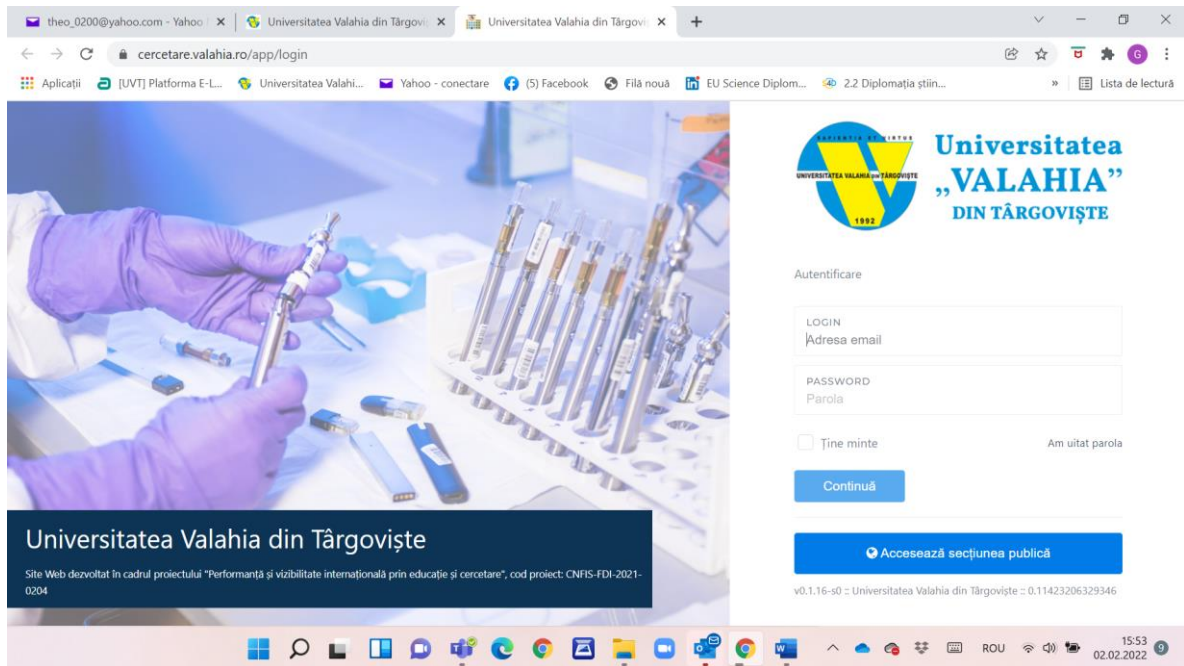 theo_0200@yahoo.com - Yahoo
Universitatea Valahia din Târgovi
Universitatea Valahia din Târgovi
cercetare.valahia.ro/app/login
G
Aplicații
[UVT] Platforma E-L...
Universitatea Valahi...
Yahoo - conectare
(5) Facebook
Filă nouă
EU Science Diplom...
2.2 Diplomația știin...
»
Lista de lectură
SAPIENTIA ET VIRTUS
UNIVERSITATEA VALAHIA DIN TÂRGOVIȘTE
1992
Universitatea
„VALAHIA”
DIN TÂRGOVIȘTE
Autentificare
LOGIN
Adresa email
PASSWORD
Parola
Ține minte
Am uitat parola
Continuă
Accesează secțiunea publică
v0.1.16-s0 :: Universitatea Valahia din Târgoviște :: 0.11423206329346
Universitatea Valahia din Târgoviște
Site Web dezvoltat în cadrul proiectului "Performanță și vizibilitate internațională prin educație și cercetare", cod proiect: CNFIS-FDI-2021-
0204
ROU
15:53
02.02.2022
9